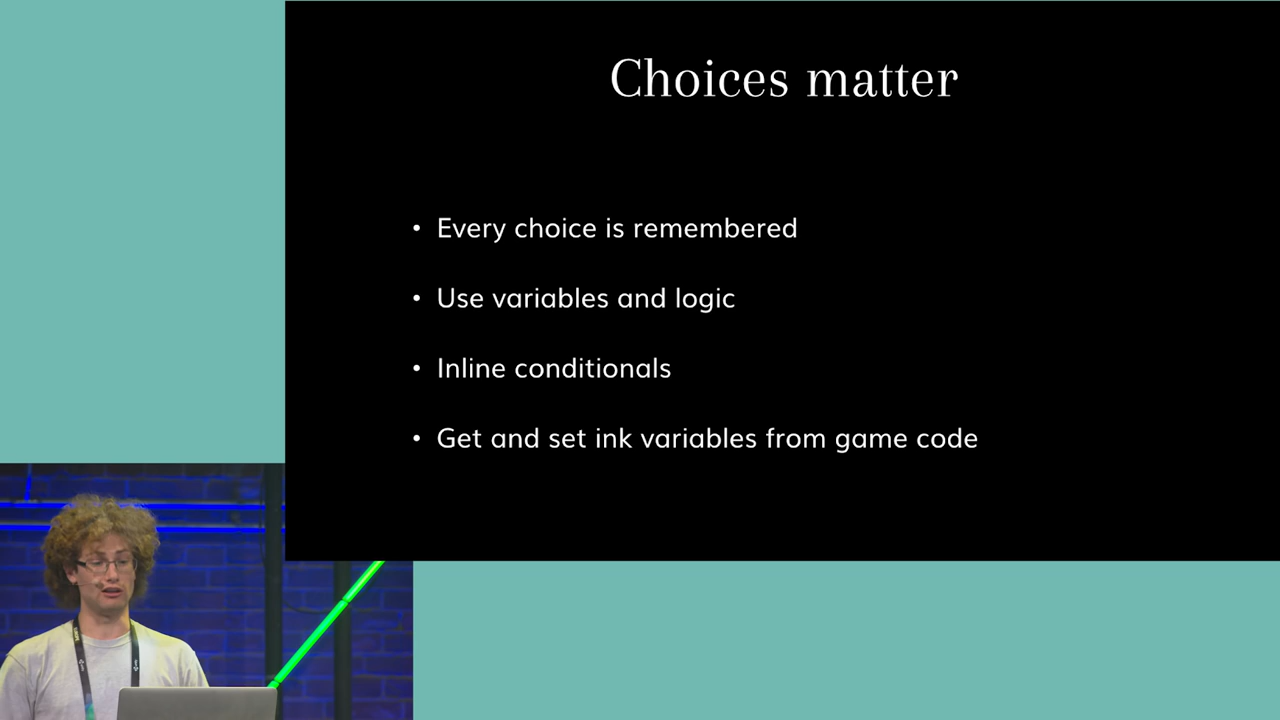 Choices matter
• Every choice is remembered
• Use variables and logic
• Inline conditionals
• Get and set ink variables from game code